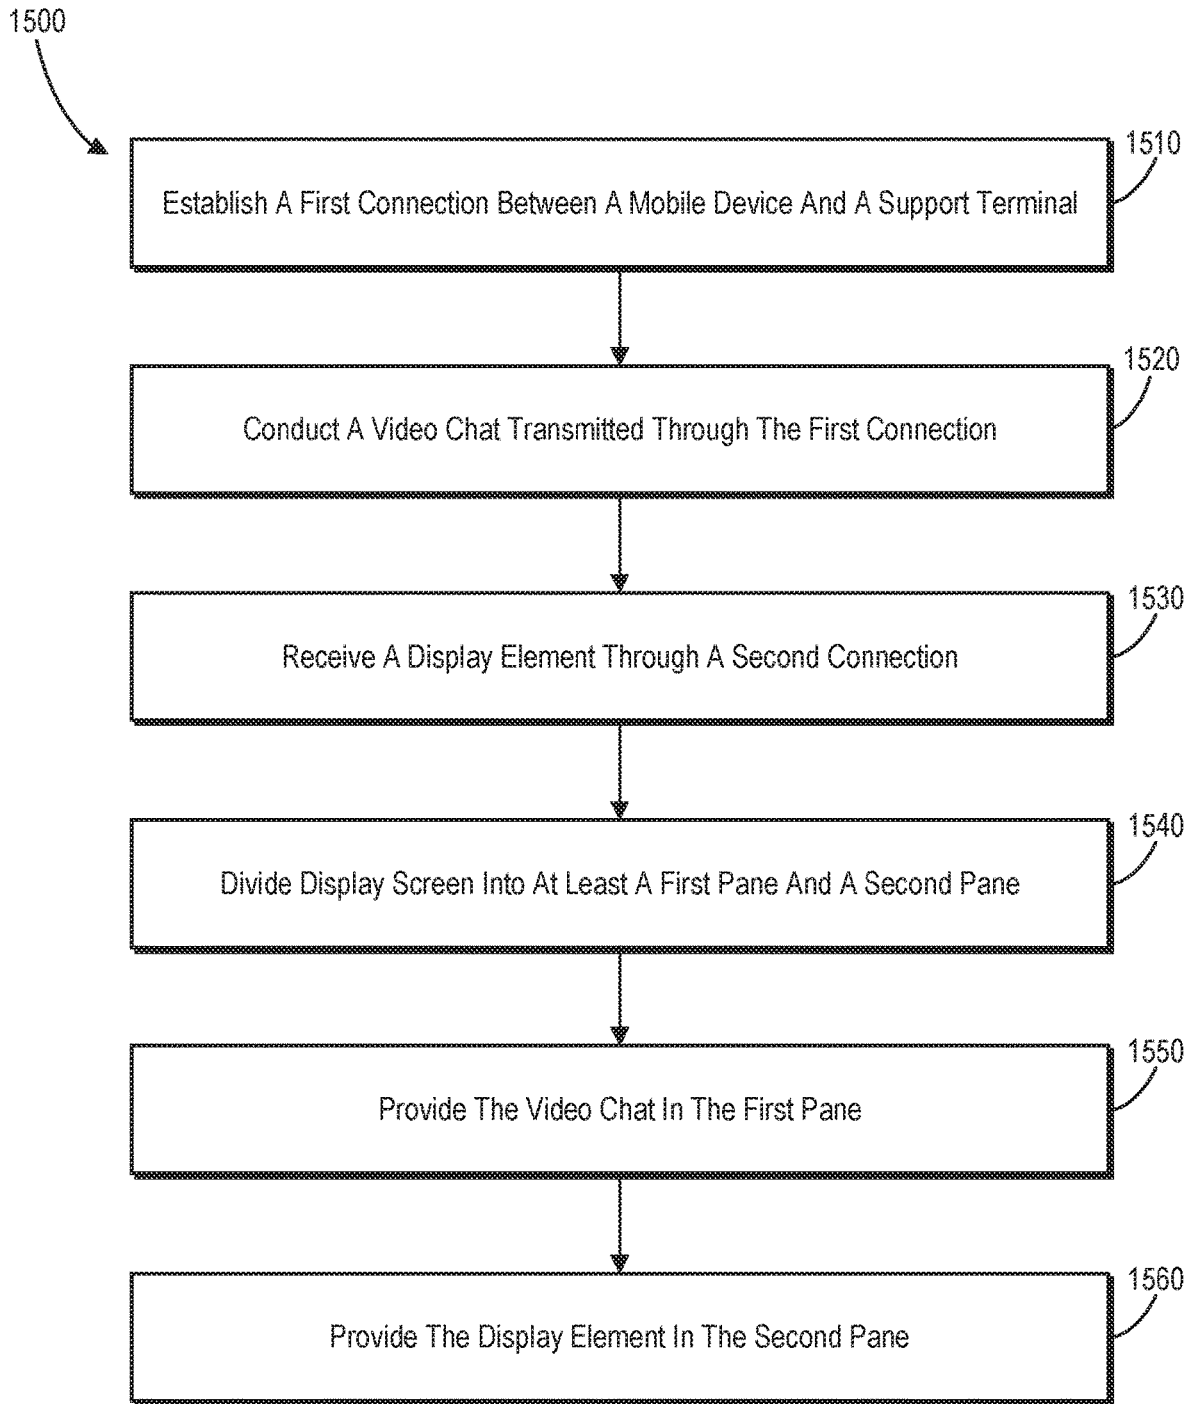 1500
1510
Establish A First Connection Between A Mobile Device And A Support Terminal
1520
Conduct A Video Chat Transmitted Through The First Connection
1530
Receive A Display Element Through A Second Connection
1540
Divide Display Screen Into At Least A First Pane And A Second Pane
1550
Provide The Video Chat In The First Pane
1560
Provide The Display Element In The Second Pane